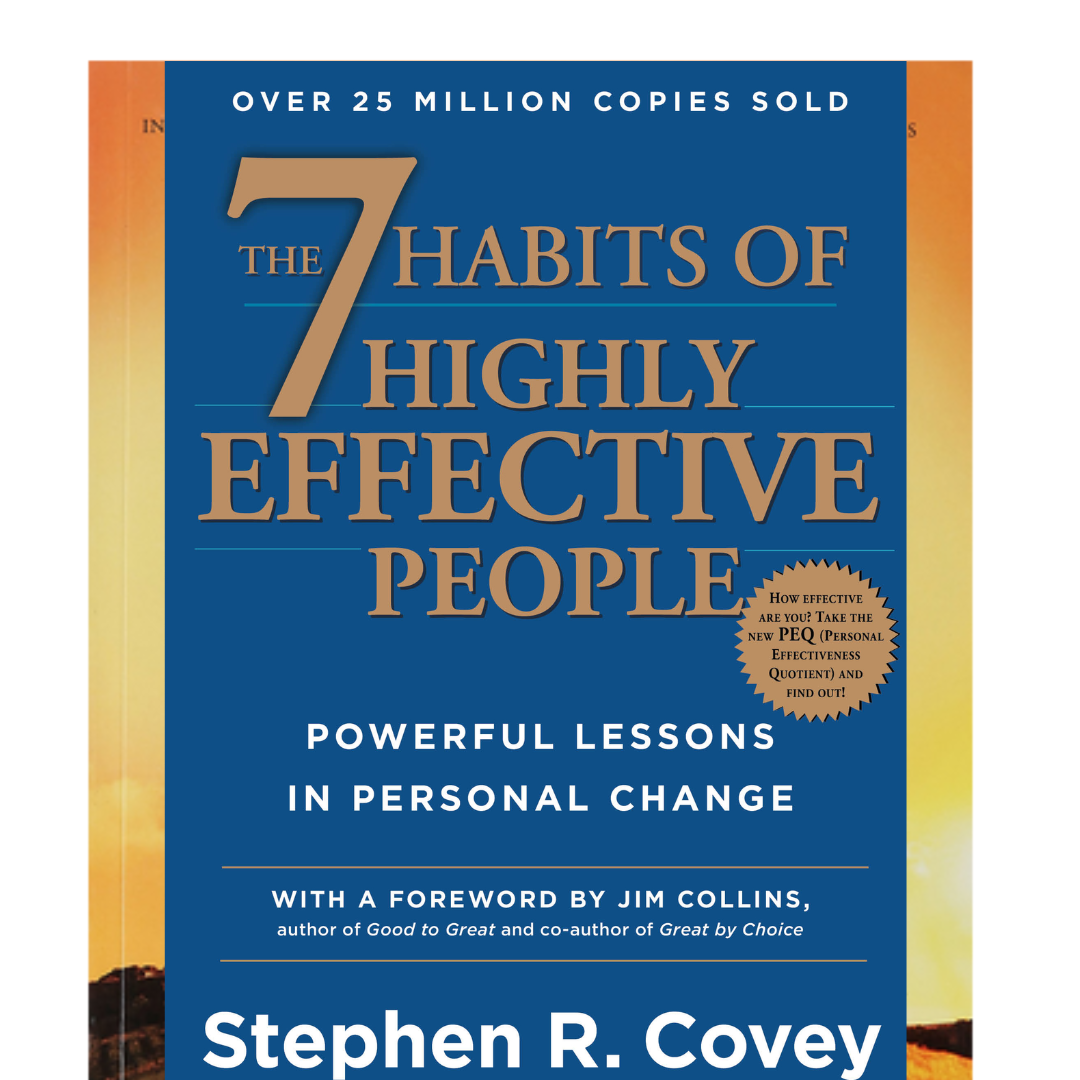 OVER 25 MILLION COPIES SOLD
IN
S
THE 7 HABITS OF
HIGHLY
EFFECTIVE
PEOPLE
HOW EFFECTIVE
ARE YOU? TAKE THE
NEW PEQ (PERSONAL
EFFECTIVENESS
QUOTIENT) AND
FIND OUT!
POWERFUL LESSONS
IN PERSONAL CHANGE
WITH A FOREWORD BY JIM COLLINS,
author of Good to Great and co-author of Great by Choice
Stephen R. Covey